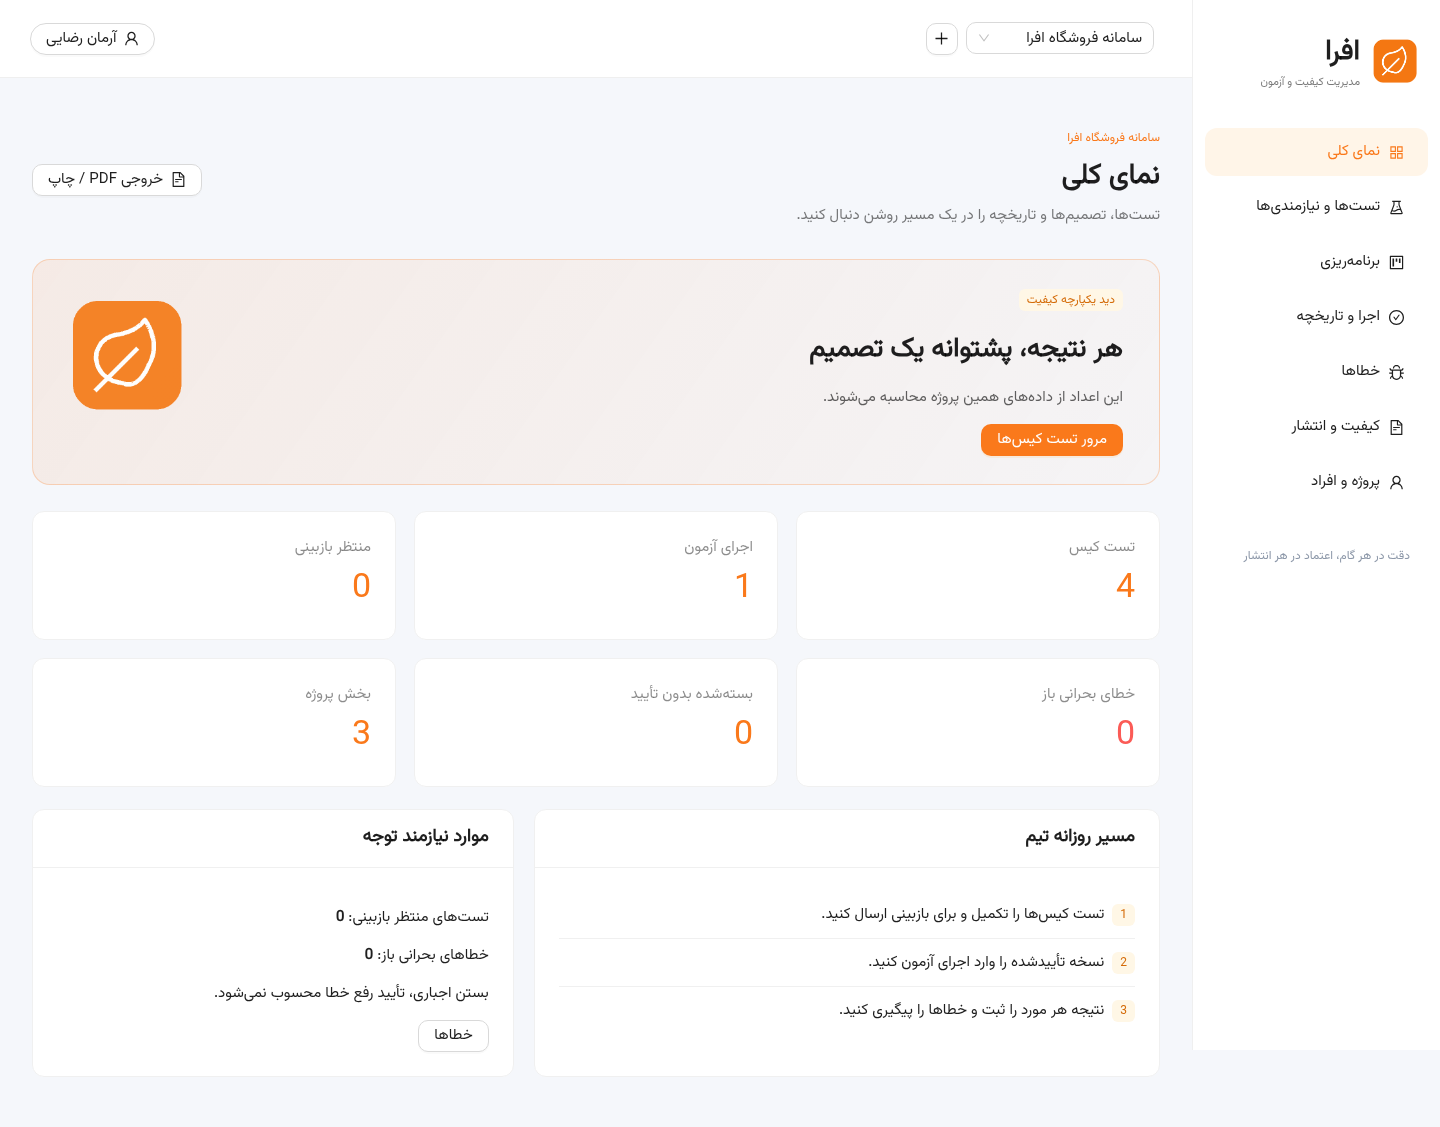 افرا
مدیریت کیفیت و آزمون
نمای کلی
تست‌ها و نیازمندی‌ها
برنامه‌ریزی
اجرا و تاریخچه
خطاها
کیفیت و انتشار
پروژه و افراد
دقت در هر گام، اعتماد در هر انتشار
سامانه فروشگاه افرا
آرمان رضایی
سامانه فروشگاه افرا
نمای کلی
تست‌ها، تصمیم‌ها و تاریخچه را در یک مسیر روشن دنبال کنید.
خروجی PDF / چاپ
دید یکپارچه کیفیت
هر نتیجه، پشتوانه یک تصمیم
این اعداد از داده‌های همین پروژه محاسبه می‌شوند.
مرور تست کیس‌ها
تست کیس
4
اجرای آزمون
1
منتظر بازبینی
0
خطای بحرانی باز
0
بسته‌شده بدون تأیید
0
بخش پروژه
3
مسیر روزانه تیم
1 تست کیس‌ها را تکمیل و برای بازبینی ارسال کنید.
2 نسخه تأییدشده را وارد اجرای آزمون کنید.
3 نتیجه هر مورد را ثبت و خطاها را پیگیری کنید.
موارد نیازمند توجه
تست‌های منتظر بازبینی: 0
خطاهای بحرانی باز: 0
بستن اجباری، تأیید رفع خطا محسوب نمی‌شود.
خطاها